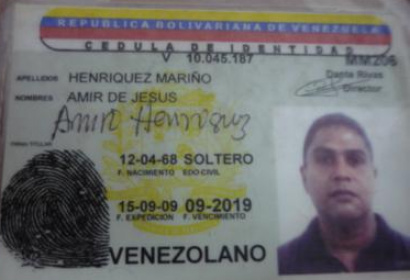 REPUBLICA BOLIVARIANA DE VENEZUELA
CEDULA DE IDENTIDAD
V 10.045.187
MM206
APELLIDOS HENRIQUEZ MARIÑO
Dante Rivas
Director
NOMBRES AMIR DE JESUS
Amir Henriquez
FIRMA TITULAR
12-04-68 SOLTERO
F. NACIMIENTO EDO.CIVIL
15-09-09 09-2019
F. EXPEDICION F. VENCIMIENTO
VENEZOLANO